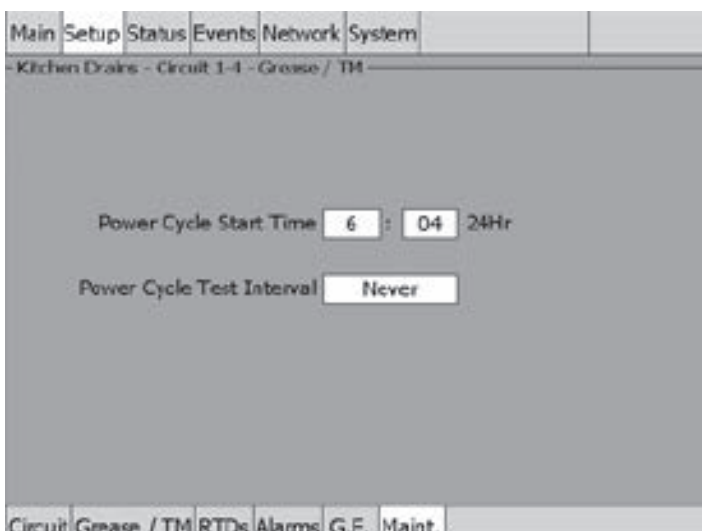 Main Setup Status Events Network System
Kitchen Drains - Circuit 1-4 - Grease / TM
Power Cycle Start Time 6 : 04 24Hr
Power Cycle Test Interval Never
Circuit Grease / TM RTDs Alarms G.F. Maint.